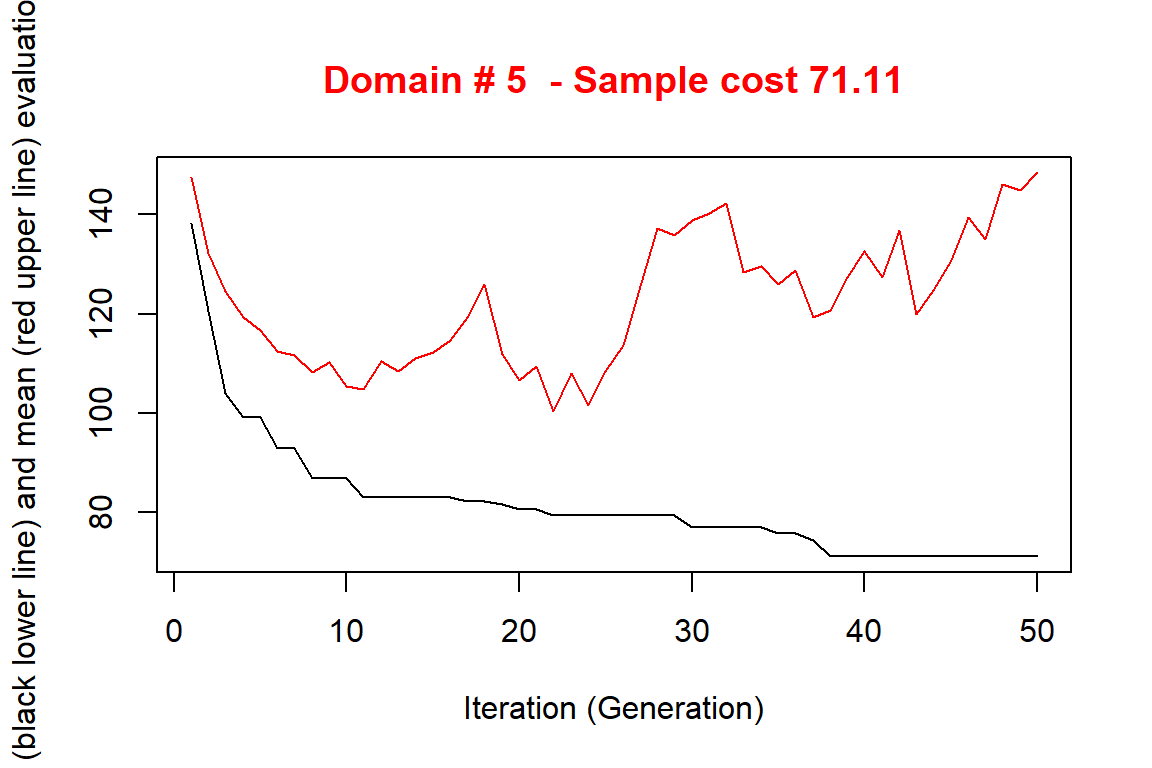 Domain # 5  - Sample cost 71.11
(black lower line) and mean (red upper line) evaluatio
140
120
100
80
0 10 20 30 40 50
Iteration (Generation)